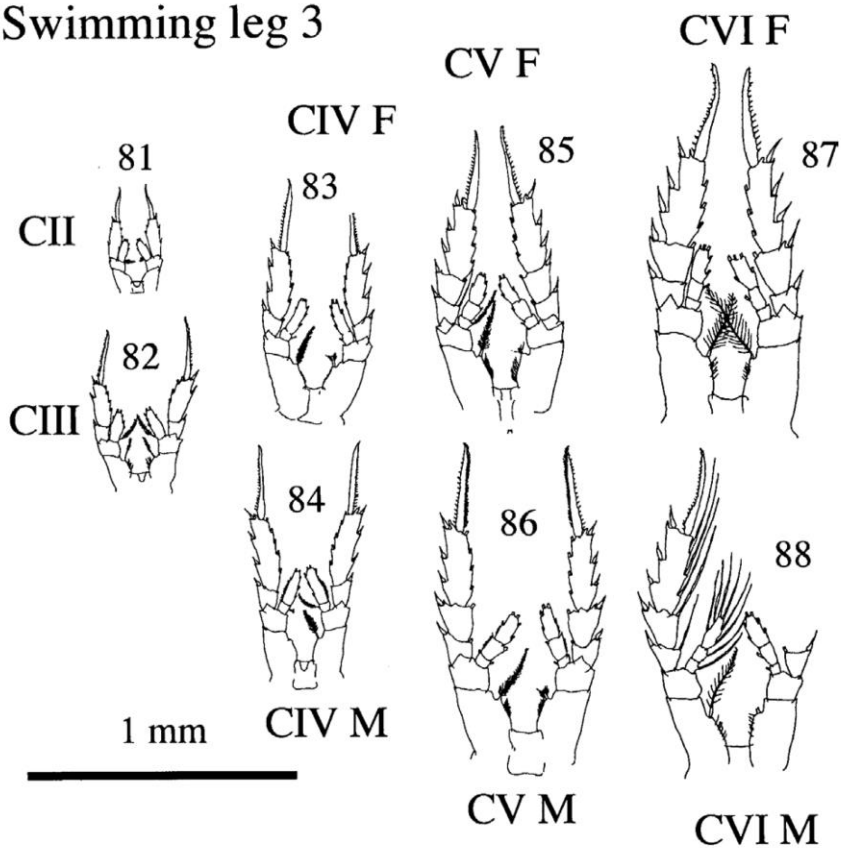 Swimming leg 3
CVI F
CV F
CIV F
81
83
85
87
CII
82
CIII
84
86
88
1 mm
CIV M
CV M
CVI M